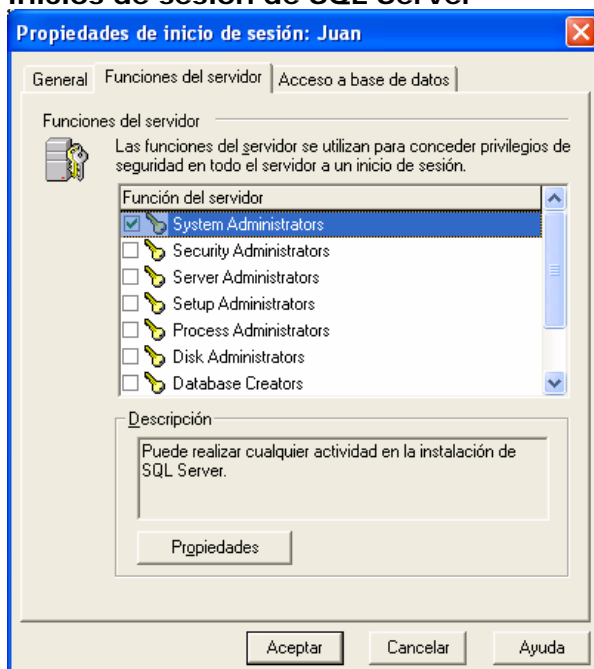 Inicios de sesión de SQL Server
Propiedades de inicio de sesión: Juan
General Funciones del servidor Acceso a base de datos
Funciones del servidor
Las funciones del servidor se utilizan para conceder privilegios de
seguridad en todo el servidor a un inicio de sesión.
Función del servidor
System Administrators
Security Administrators
Server Administrators
Setup Administrators
Process Administrators
Disk Administrators
Database Creators
Descripción
Puede realizar cualquier actividad en la instalación de
SQL Server.
Propiedades
Aceptar Cancelar Ayuda